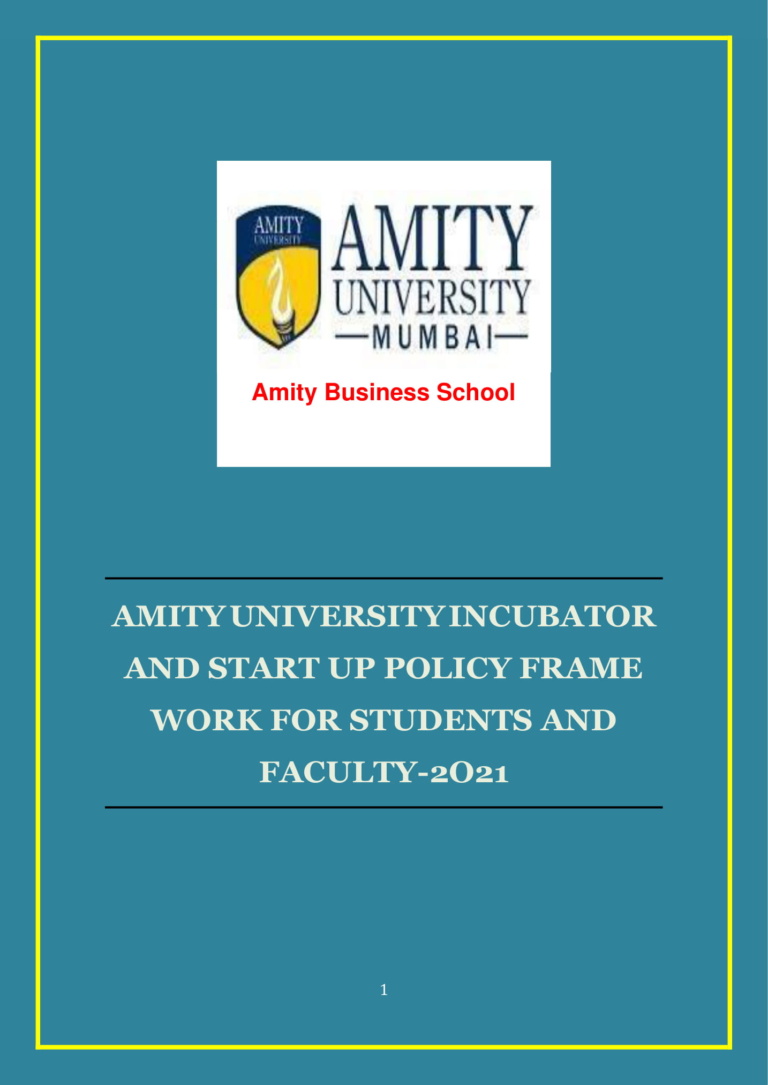 AMITY
UNIVERSITY
AMITY
UNIVERSITY
MUMBAI
Amity Business School
AMITY UNIVERSITY INCUBATOR
AND START UP POLICY FRAME
WORK FOR STUDENTS AND
FACULTY-2O21
1